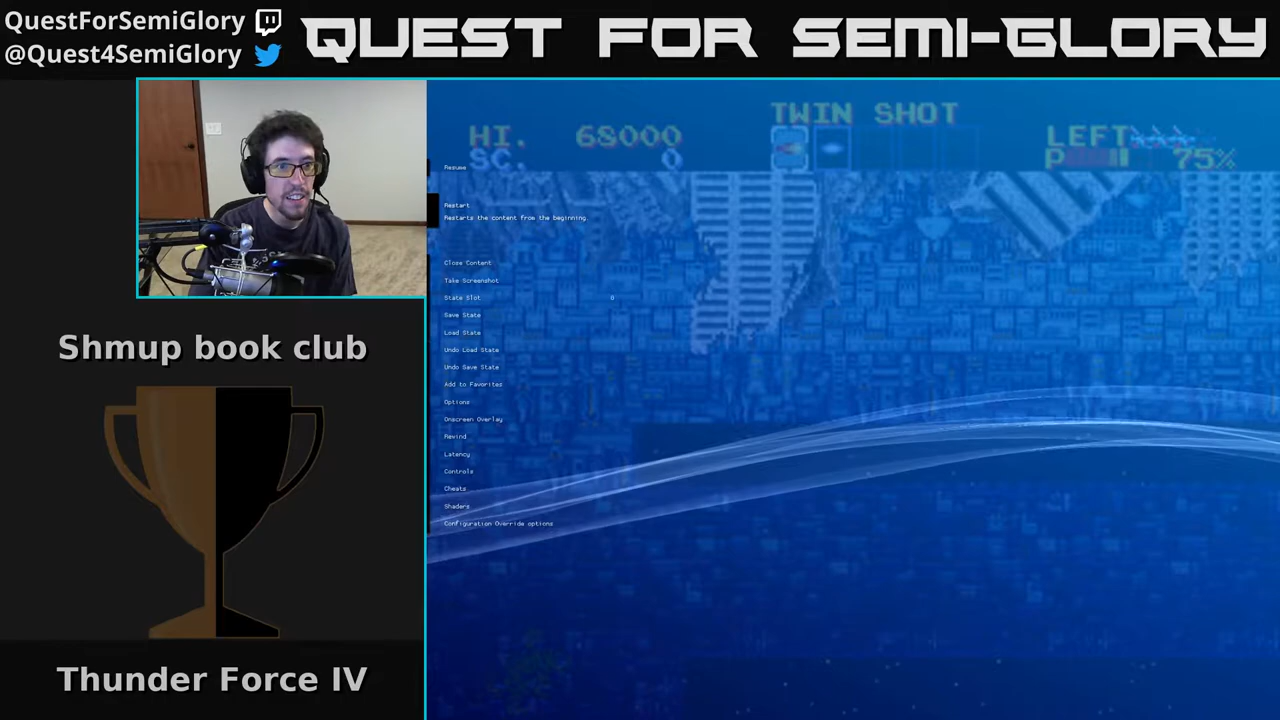 QuestForSemiGlory
@Quest4SemiGlory
QUEST FOR SEMI-GLORY
TWIN SHOT
HI. 68000
SC. 0
LEFT
P 75%
Resume
Restart
Restarts the content from the beginning.
Close Content
Take Screenshot
State Slot 0
Save State
Load State
Undo Load State
Undo Save State
Add to Favorites
Options
Onscreen Overlay
Rewind
Latency
Controls
Cheats
Shaders
Configuration Override options
Shmup book club
Thunder Force IV